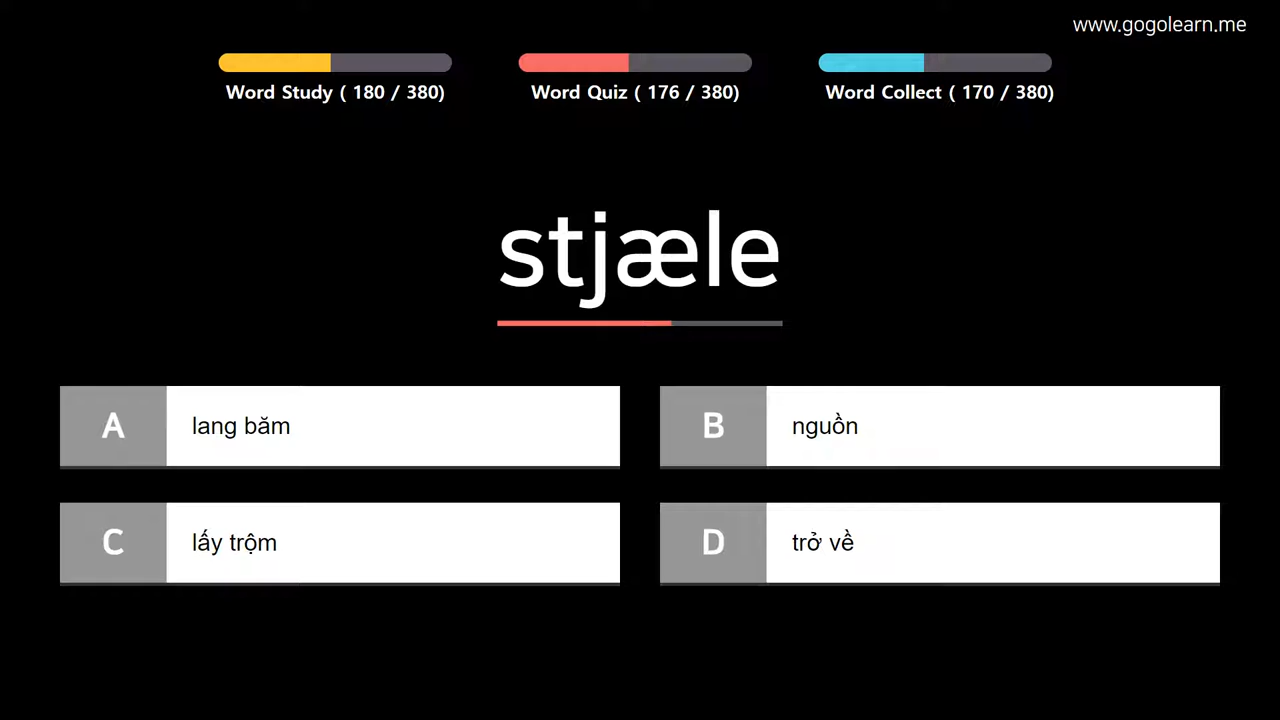 www.gogolearn.me
Word Study ( 180 / 380)
Word Quiz ( 176 / 380)
Word Collect ( 170 / 380)
stjæle
A lang băm
B nguồn
C lấy trộm
D trở về